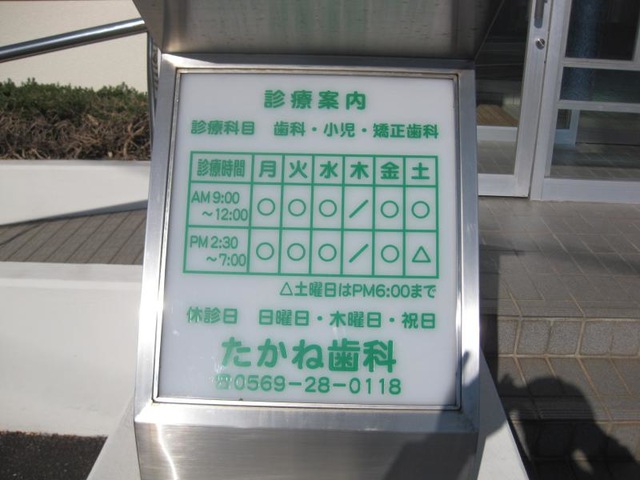 診療案内
診療科目　歯科・小児・矯正歯科
診療時間 月 火 水 木 金 土
AM 9:00 ～12:00 ○ ○ ○ ／ ○ ○
PM 2:30 ～7:00 ○ ○ ○ ／ ○ △
△土曜日はPM6:00まで
休診日　日曜日・木曜日・祝日
たかね歯科
☎0569-28-0118